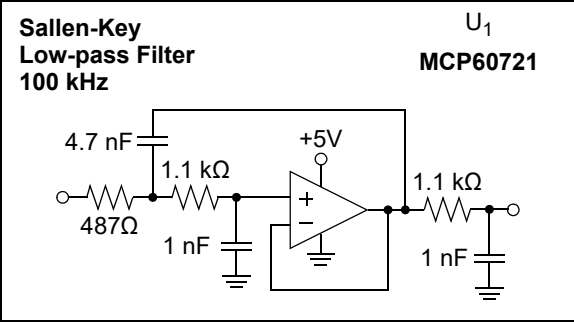 Sallen-Key
Low-pass Filter
100 kHz
U₁
MCP60721
4.7 nF
+5V
1.1 kΩ
1.1 kΩ
487Ω
+
−
1 nF
1 nF